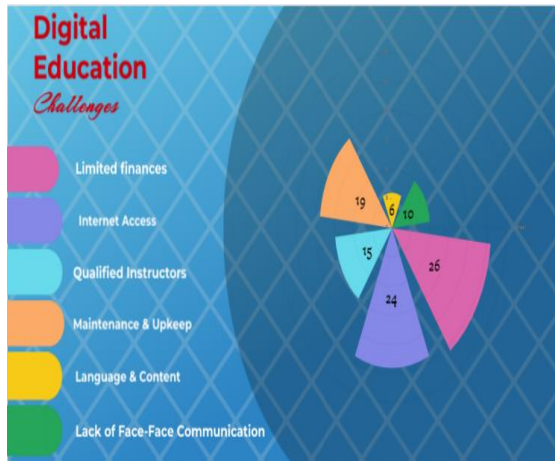 Digital
Education
Challenges
Limited finances
Internet Access
Qualified Instructors
Maintenance & Upkeep
Language & Content
Lack of Face-Face Communication
19
6
10
15
26
24